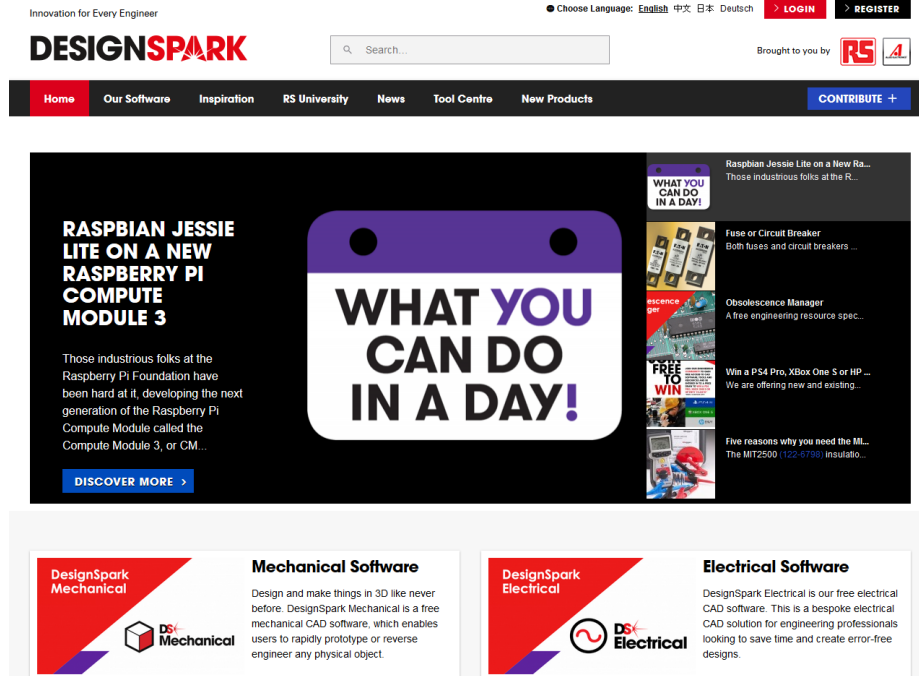 Innovation for Every Engineer
Choose Language: English 中文 日本 Deutsch
> LOGIN
> REGISTER
DESIGNSPARK
Search...
Brought to you by
RS
Home Our Software Inspiration RS University News Tool Centre New Products
CONTRIBUTE +
RASPBIAN JESSIE
LITE ON A NEW
RASPBERRY PI
COMPUTE
MODULE 3
Those industrious folks at the
Raspberry Pi Foundation have
been hard at it, developing the next
generation of the Raspberry Pi
Compute Module called the
Compute Module 3, or CM...
DISCOVER MORE >
WHAT YOU
CAN DO
IN A DAY!
WHAT YOU
CAN DO
IN A DAY!
Raspbian Jessie Lite on a New Ra...
Those industrious folks at the R...
Fuse or Circuit Breaker
Both fuses and circuit breakers ...
Obsolescence Manager
A free engineering resource spec...
FREE
TO
WIN
Win a PS4 Pro, XBox One S or HP ...
We are offering new and existing...
Five reasons why you need the MI...
The MIT2500 (122-6798) insulatio...
DesignSpark
Mechanical
DS
Mechanical
Mechanical Software
Design and make things in 3D like never
before. DesignSpark Mechanical is a free
mechanical CAD software, which enables
users to rapidly prototype or reverse
engineer any physical object.
DesignSpark
Electrical
DS
Electrical
Electrical Software
DesignSpark Electrical is our free electrical
CAD software. This is a bespoke electrical
CAD solution for engineering professionals
looking to save time and create error-free
designs.